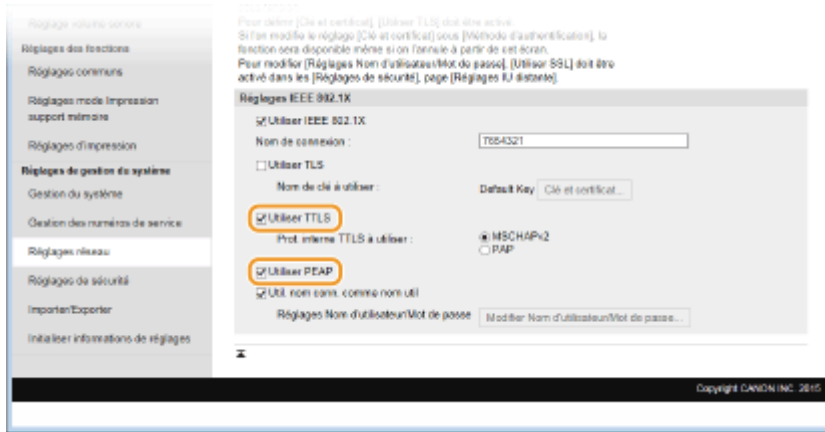 Réglage volume sonore
Réglages des fonctions
Réglages communs
Réglages mode Impression
support mémoire
Réglages d'impression
Réglages de gestion du système
Gestion du système
Gestion des numéros de service
Réglages réseau
Réglages de sécurité
Importer/Exporter
Initialiser informations de réglages
Pour définir [Clé et certificat], [Utiliser TLS] doit être activé.
Si l'on modifie le réglage [Clé et certificat] sous [Méthode d'authentification], la
fonction sera disponible même si on l'annule à partir de cet écran.
Pour modifier [Réglages Nom d'utilisateur/Mot de passe], [Utiliser SSL] doit être
activé dans les [Réglages de sécurité], page [Réglages IU distante].
Réglages IEEE 802.1X
Utiliser IEEE 802.1X
Nom de connexion : 7654321
Utiliser TLS
Nom de clé à utiliser : Default Key Clé et certificat...
Utiliser TTLS
Prot. interne TTLS à utiliser : MSCHAPv2
PAP
Utiliser PEAP
Util. nom conn. comme nom util
Réglages Nom d'utilisateur/Mot de passe Modifier Nom d'utilisateur/Mot de passe...
Copyright CANON INC. 2015